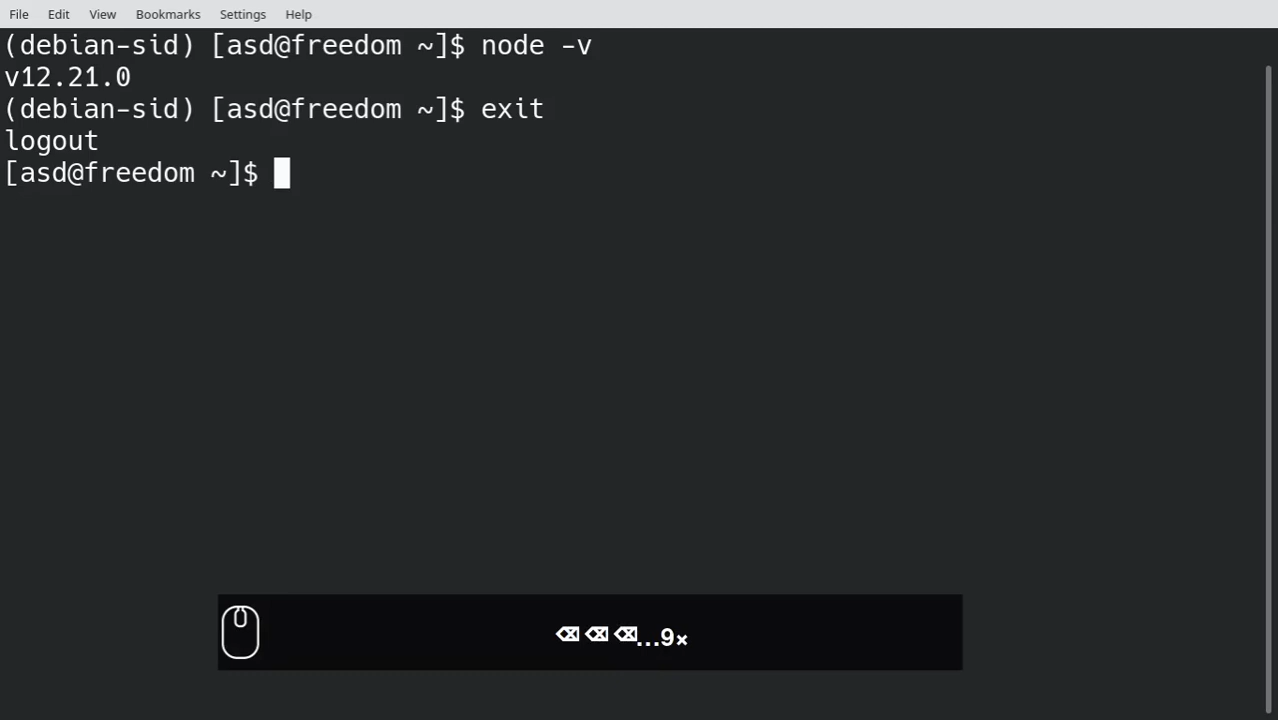 File Edit View Bookmarks Settings Help
(debian-sid) [asd@freedom ~]$ node -v
v12.21.0
(debian-sid) [asd@freedom ~]$ exit
logout
[asd@freedom ~]$
⌫⌫⌫…9×